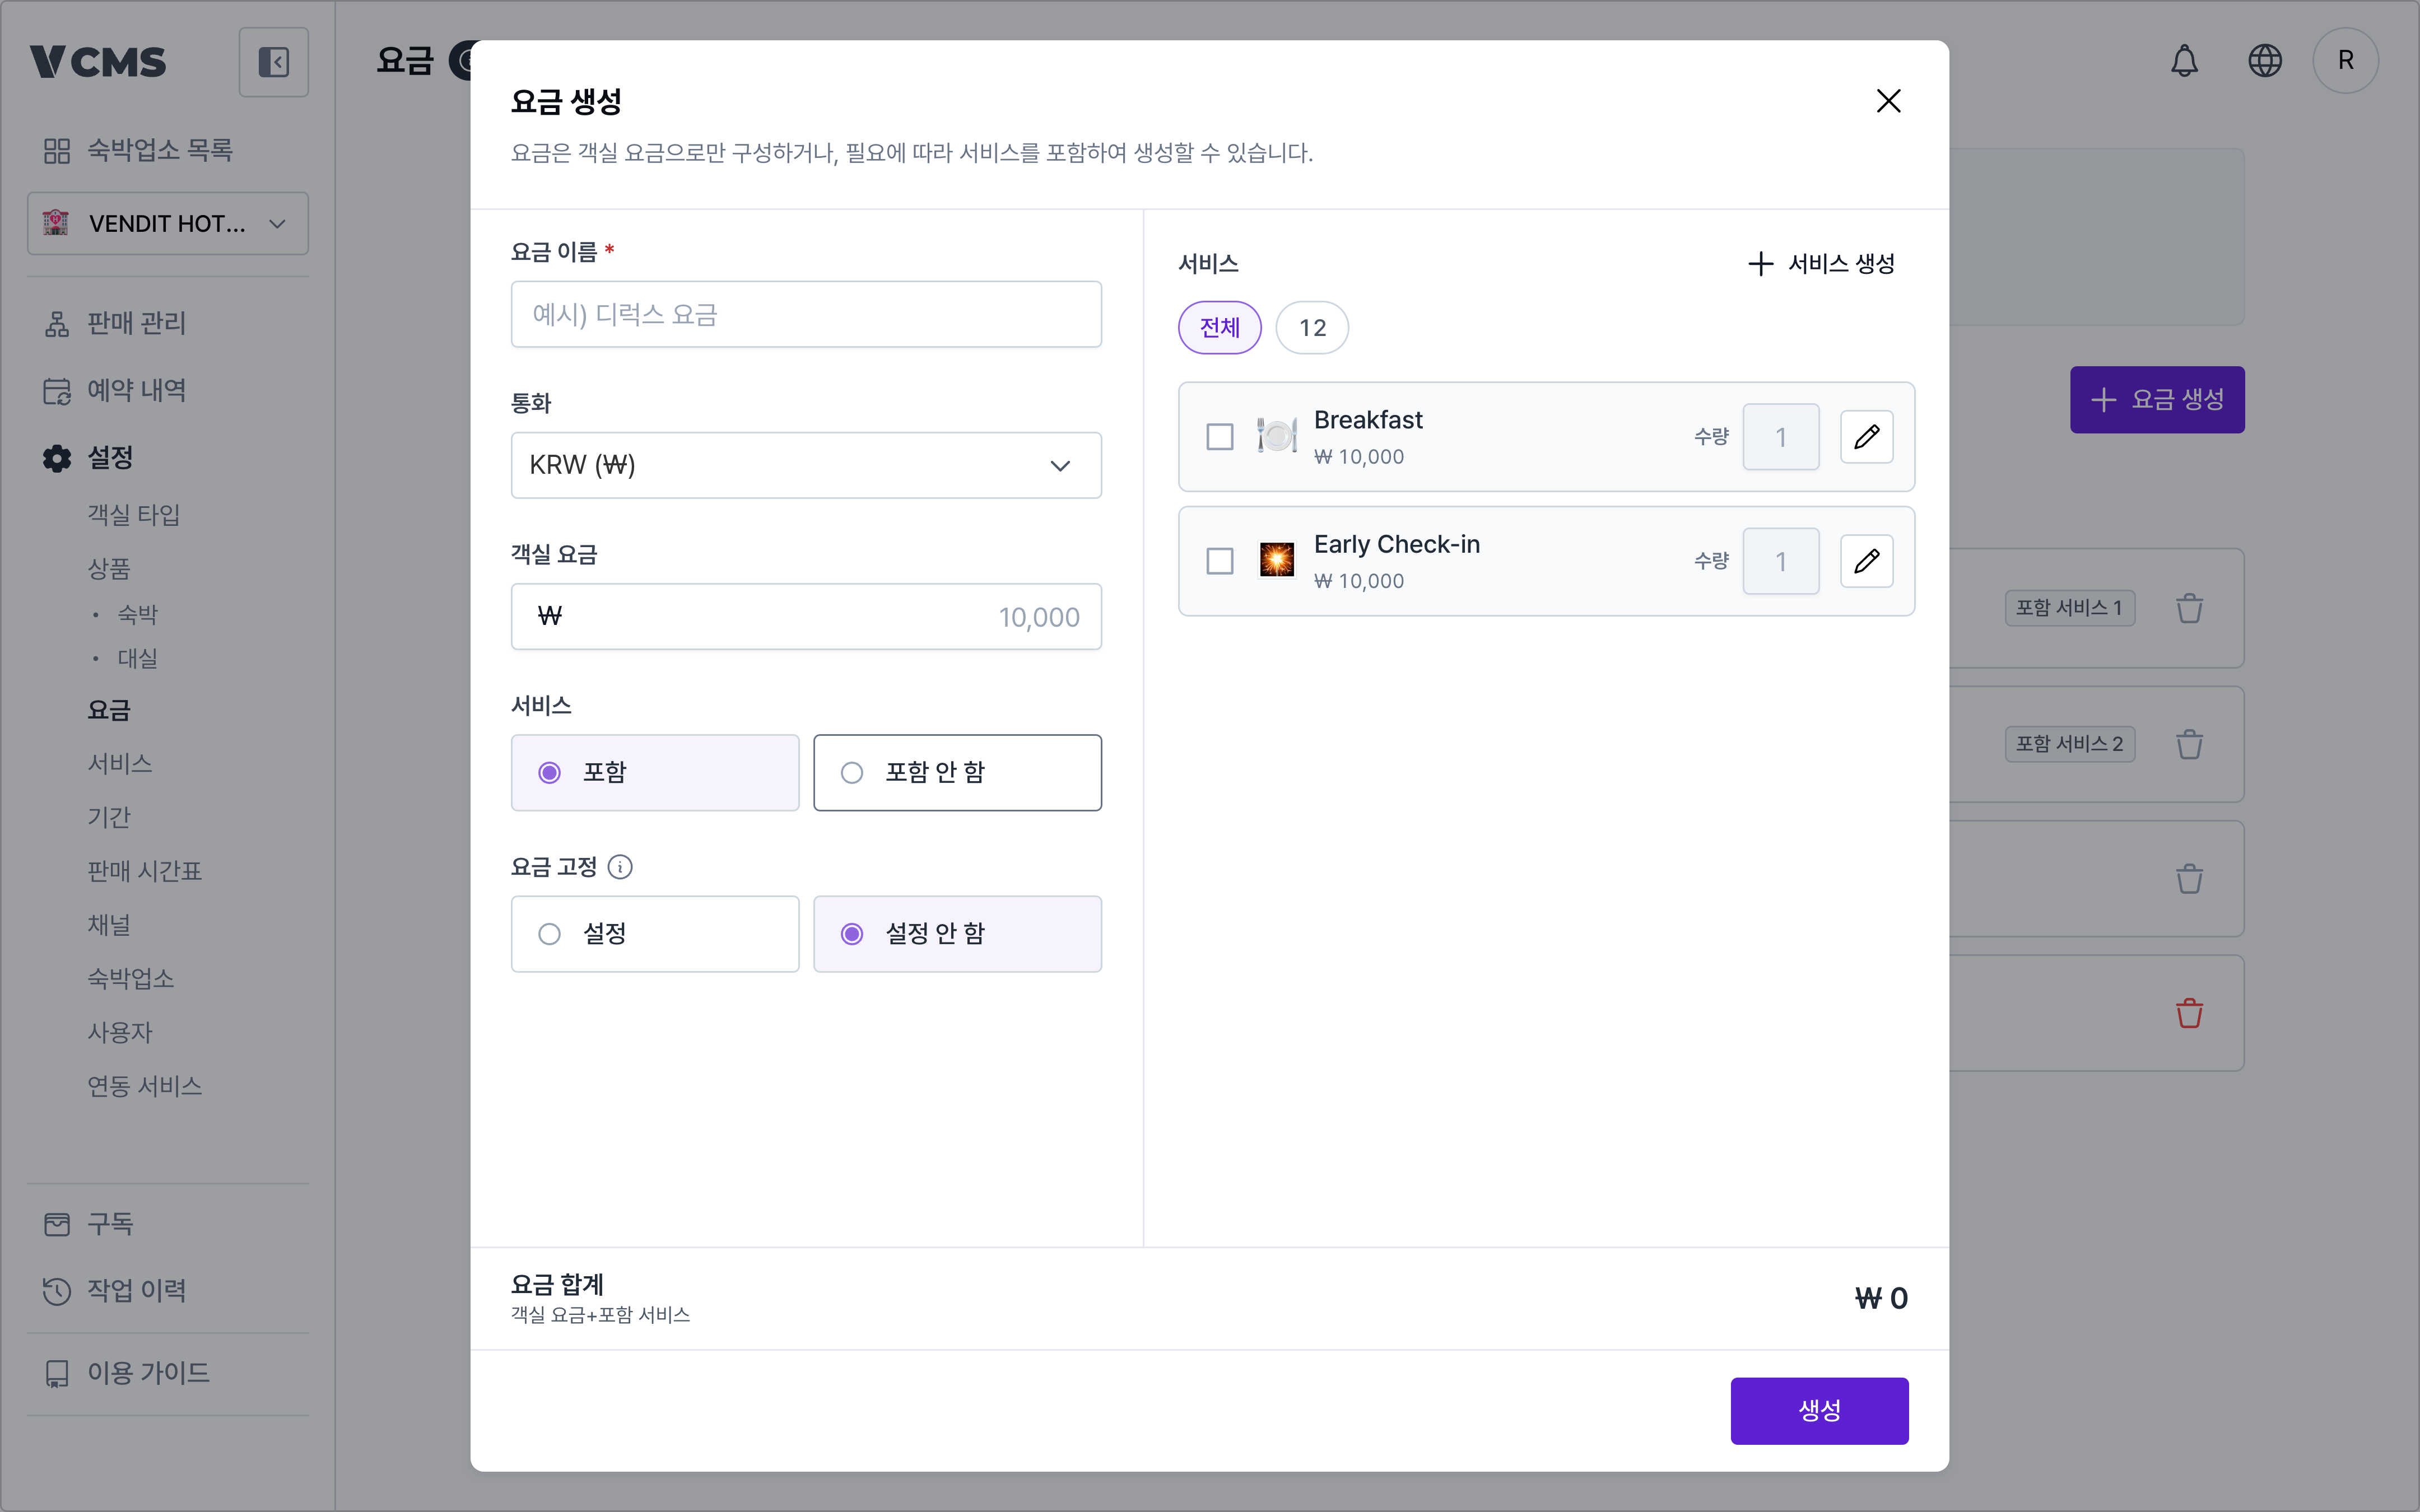 VCMS
숙박업소 목록
VENDIT HOT...
판매 관리
예약 내역
설정
객실 타입
상품
• 숙박
• 대실
요금
서비스
기간
판매 시간표
채널
숙박업소
사용자
연동 서비스
구독
작업 이력
이용 가이드
요금
R
요금 생성
포함 서비스 1
포함 서비스 2
요금 생성
요금은 객실 요금으로만 구성하거나, 필요에 따라 서비스를 포함하여 생성할 수 있습니다.
요금 이름 *
예시) 디럭스 요금
통화
KRW (₩)
객실 요금
₩ 10,000
서비스
포함 포함 안 함
요금 고정
설정 설정 안 함
서비스 서비스 생성
전체 12
Breakfast
₩ 10,000
수량 1
Early Check-in
₩ 10,000
수량 1
요금 합계
객실 요금+포함 서비스
₩ 0
생성